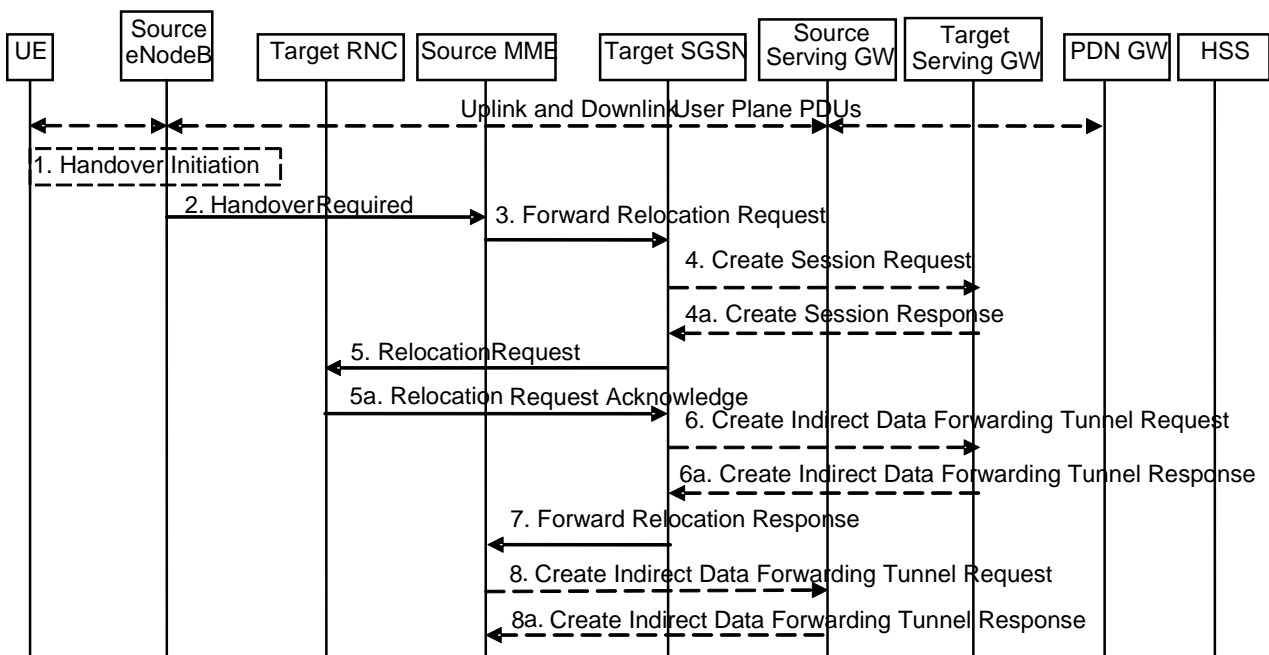 UE
Source eNodeB
Target RNC
Source MME
Target SGSN
Source Serving GW
Target Serving GW
PDN GW
HSS
Uplink and Downlink User Plane PDUs
1. Handover Initiation
2. Handover Required
3. Forward Relocation Request
4. Create Session Request
4a. Create Session Response
5. Relocation Request
5a. Relocation Request Acknowledge
6. Create Indirect Data Forwarding Tunnel Request
6a. Create Indirect Data Forwarding Tunnel Response
7. Forward Relocation Response
8. Create Indirect Data Forwarding Tunnel Request
8a. Create Indirect Data Forwarding Tunnel Response